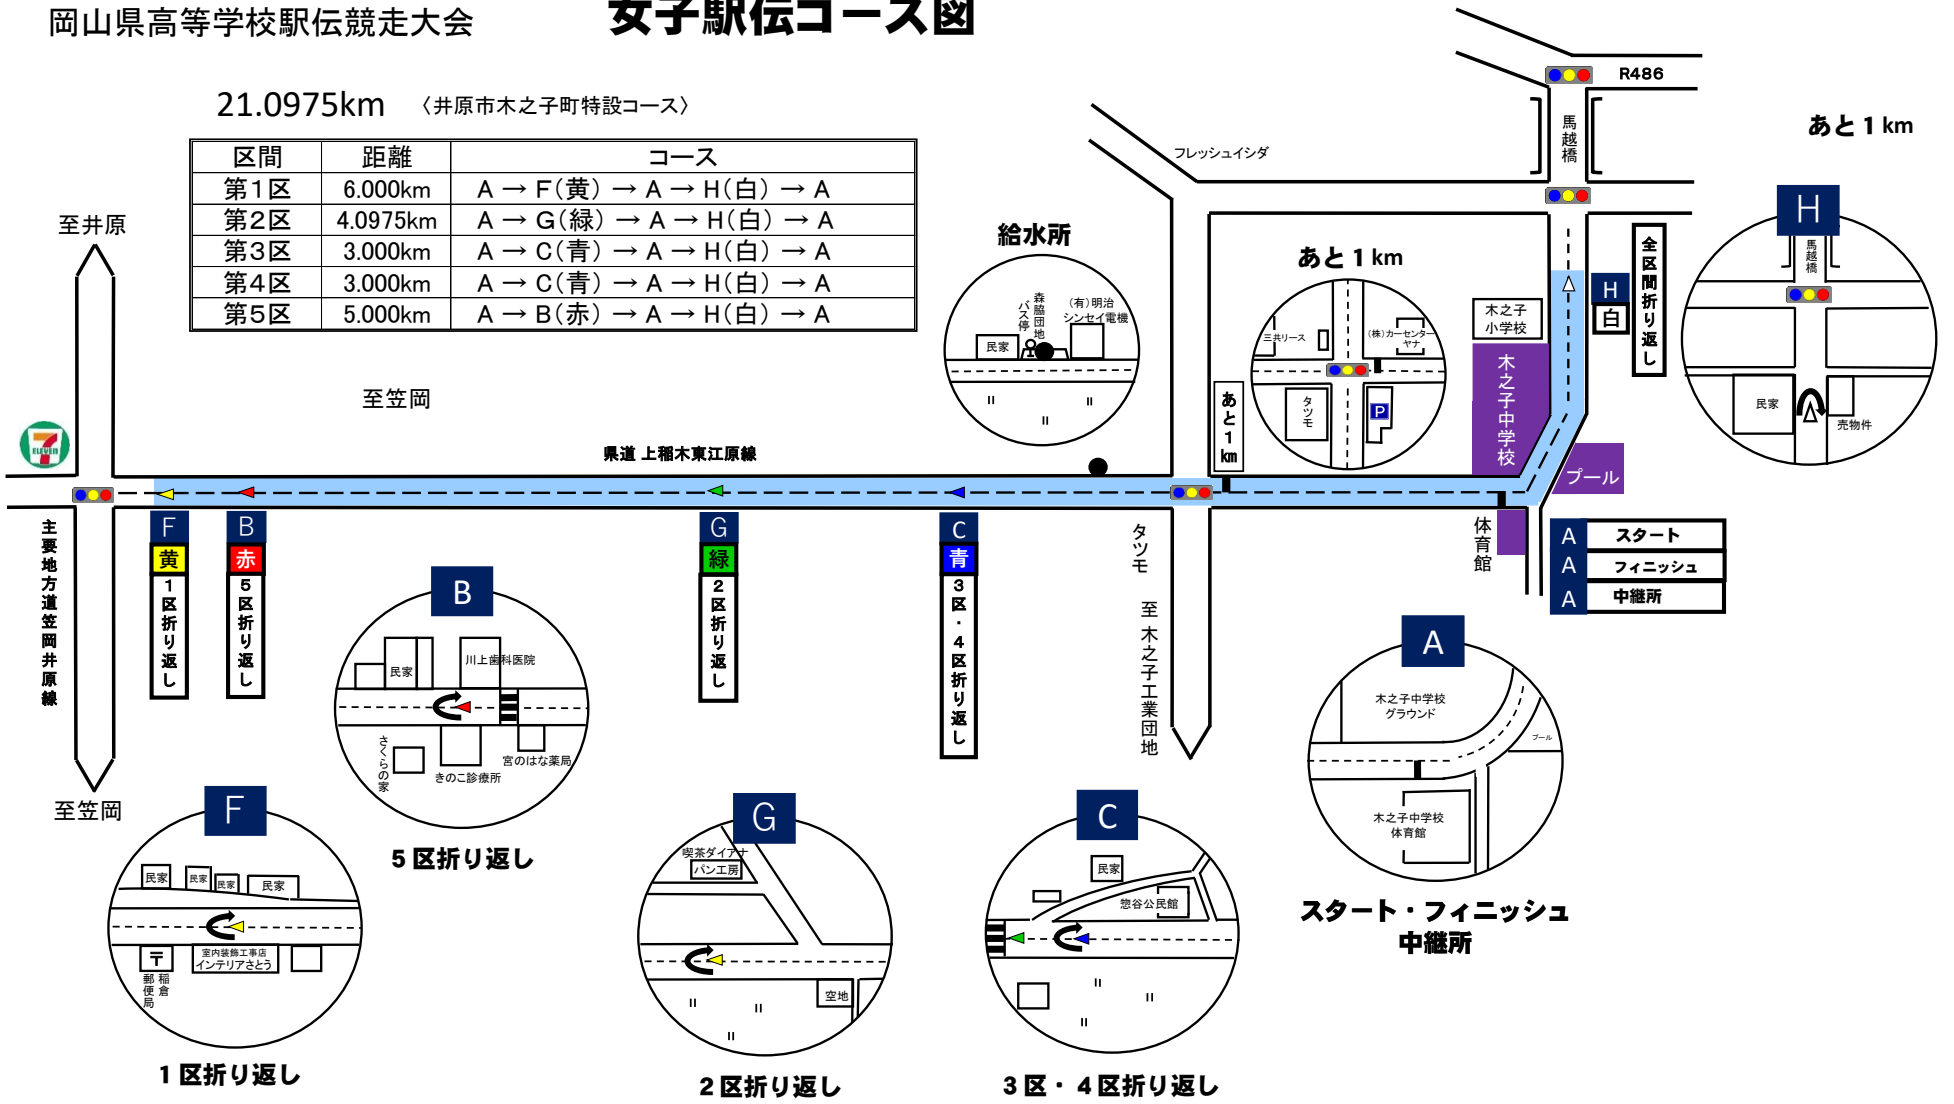 岡山県高等学校駅伝競走大会
女子駅伝コース図
21.0975km 〈井原市木之子町特設コース〉
区間 距離 コース
第1区 6.000km A → F(黄) → A → H(白) → A
第2区 4.0975km A → G(緑) → A → H(白) → A
第3区 3.000km A → C(青) → A → H(白) → A
第4区 3.000km A → C(青) → A → H(白) → A
第5区 5.000km A → B(赤) → A → H(白) → A
R486
馬越橋
フレッシュイシダ
あと1km
H
馬越橋
民家
売物件
全区間折り返し
H
白
至井原
至笠岡
給水所
森脇団地
バス停
(有)明治
シンセイ電機
民家
あと1km
三共リース
(株)カーセンター
ヤナ
タツモ
P
あと1km
木之子
小学校
木之子中学校
プール
体育館
A スタート
A フィニッシュ
A 中継所
ELEVEN
県道 上稲木東江原線
主要地方道笠岡井原線
至笠岡
F
黄
1区折り返し
B
赤
5区折り返し
G
緑
2区折り返し
C
青
3区・4区折り返し
タツモ
至 木之子工業団地
B
民家
川上歯科医院
さくらの家
きのこ診療所
宮のはな薬局
5区折り返し
A
木之子中学校
グラウンド
プール
木之子中学校
体育館
スタート・フィニッシュ
中継所
F
民家
民家
民家
民家
〒
稲倉
郵便局
室内装飾工事店
インテリアさとう
1区折り返し
G
喫茶ダイアナ
パン工房
空地
2区折り返し
C
民家
惣谷公民館
3区・4区折り返し